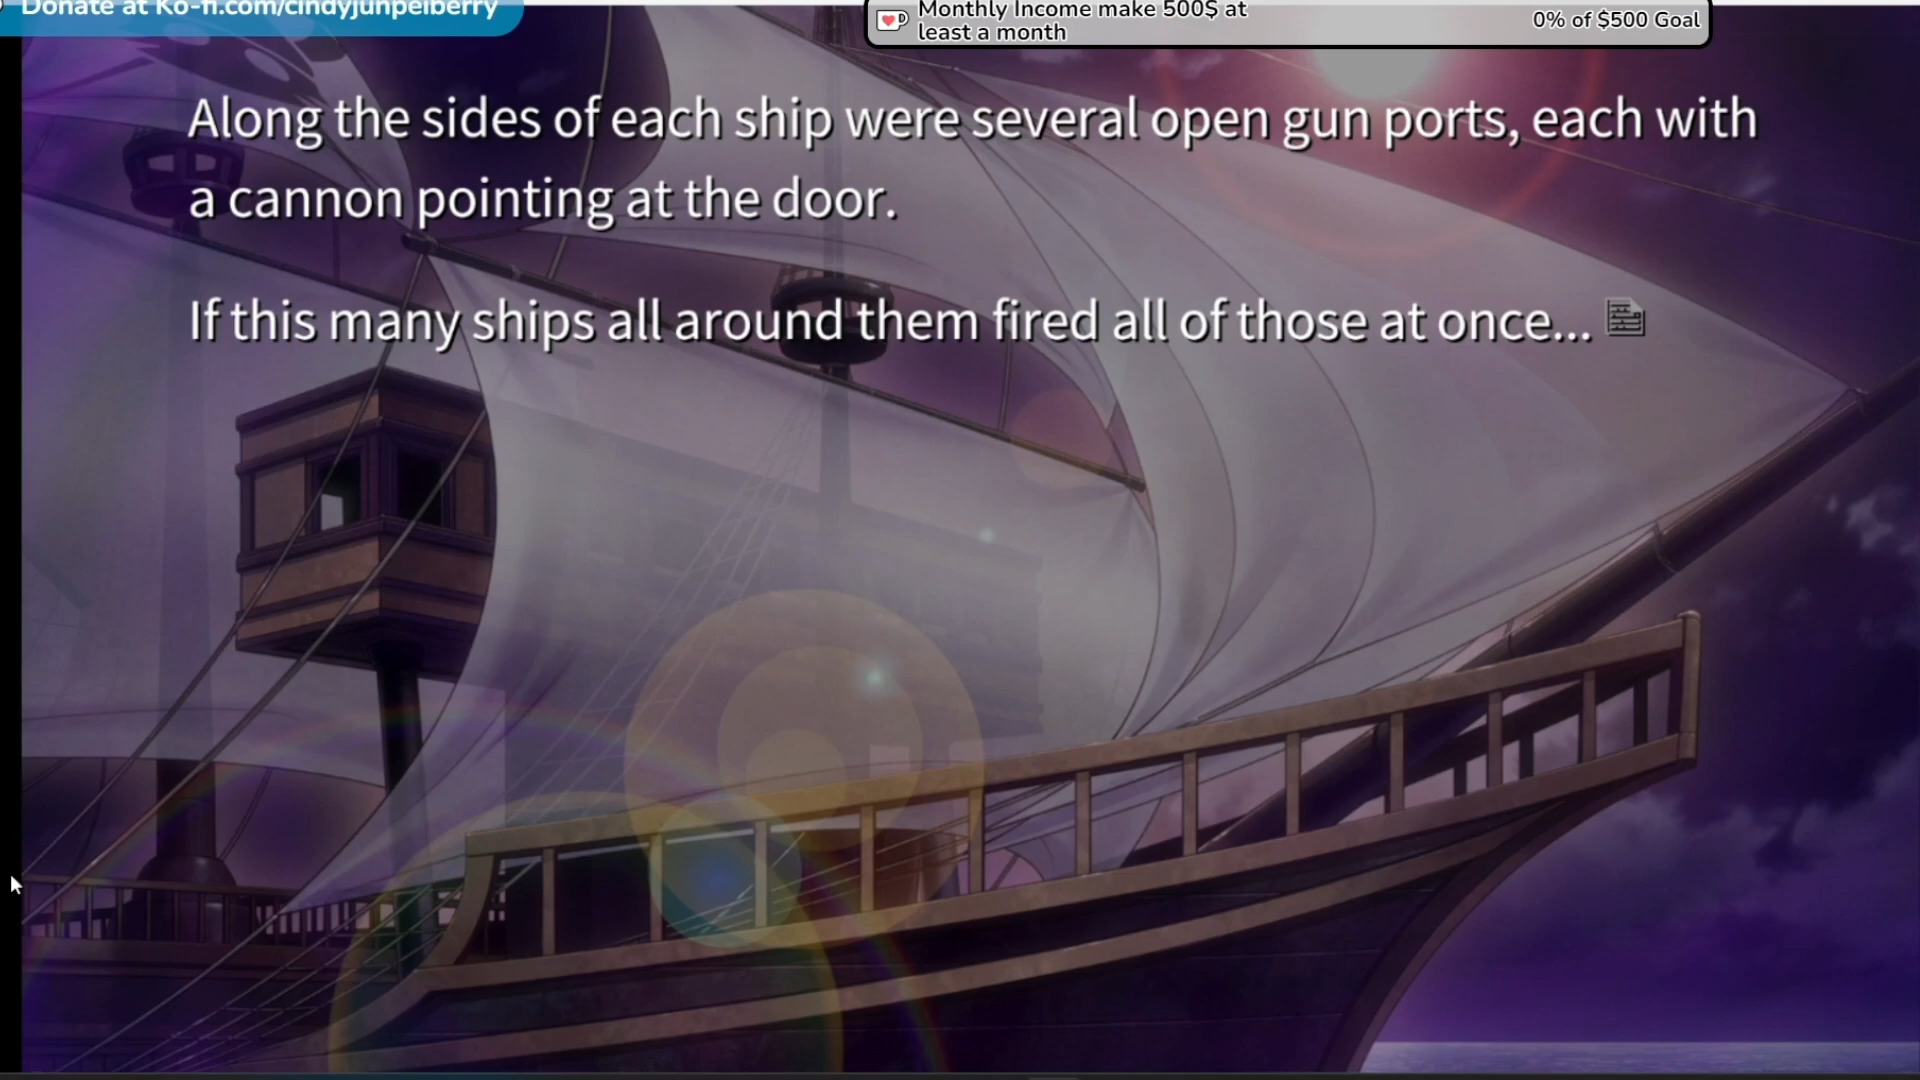 Donate at Ko-fi.com/cindyjunpeiberry
Monthly Income make 500$ at
least a month
0% of $500 Goal
Along the sides of each ship were several open gun ports, each with
a cannon pointing at the door.
If this many ships all around them fired all of those at once...